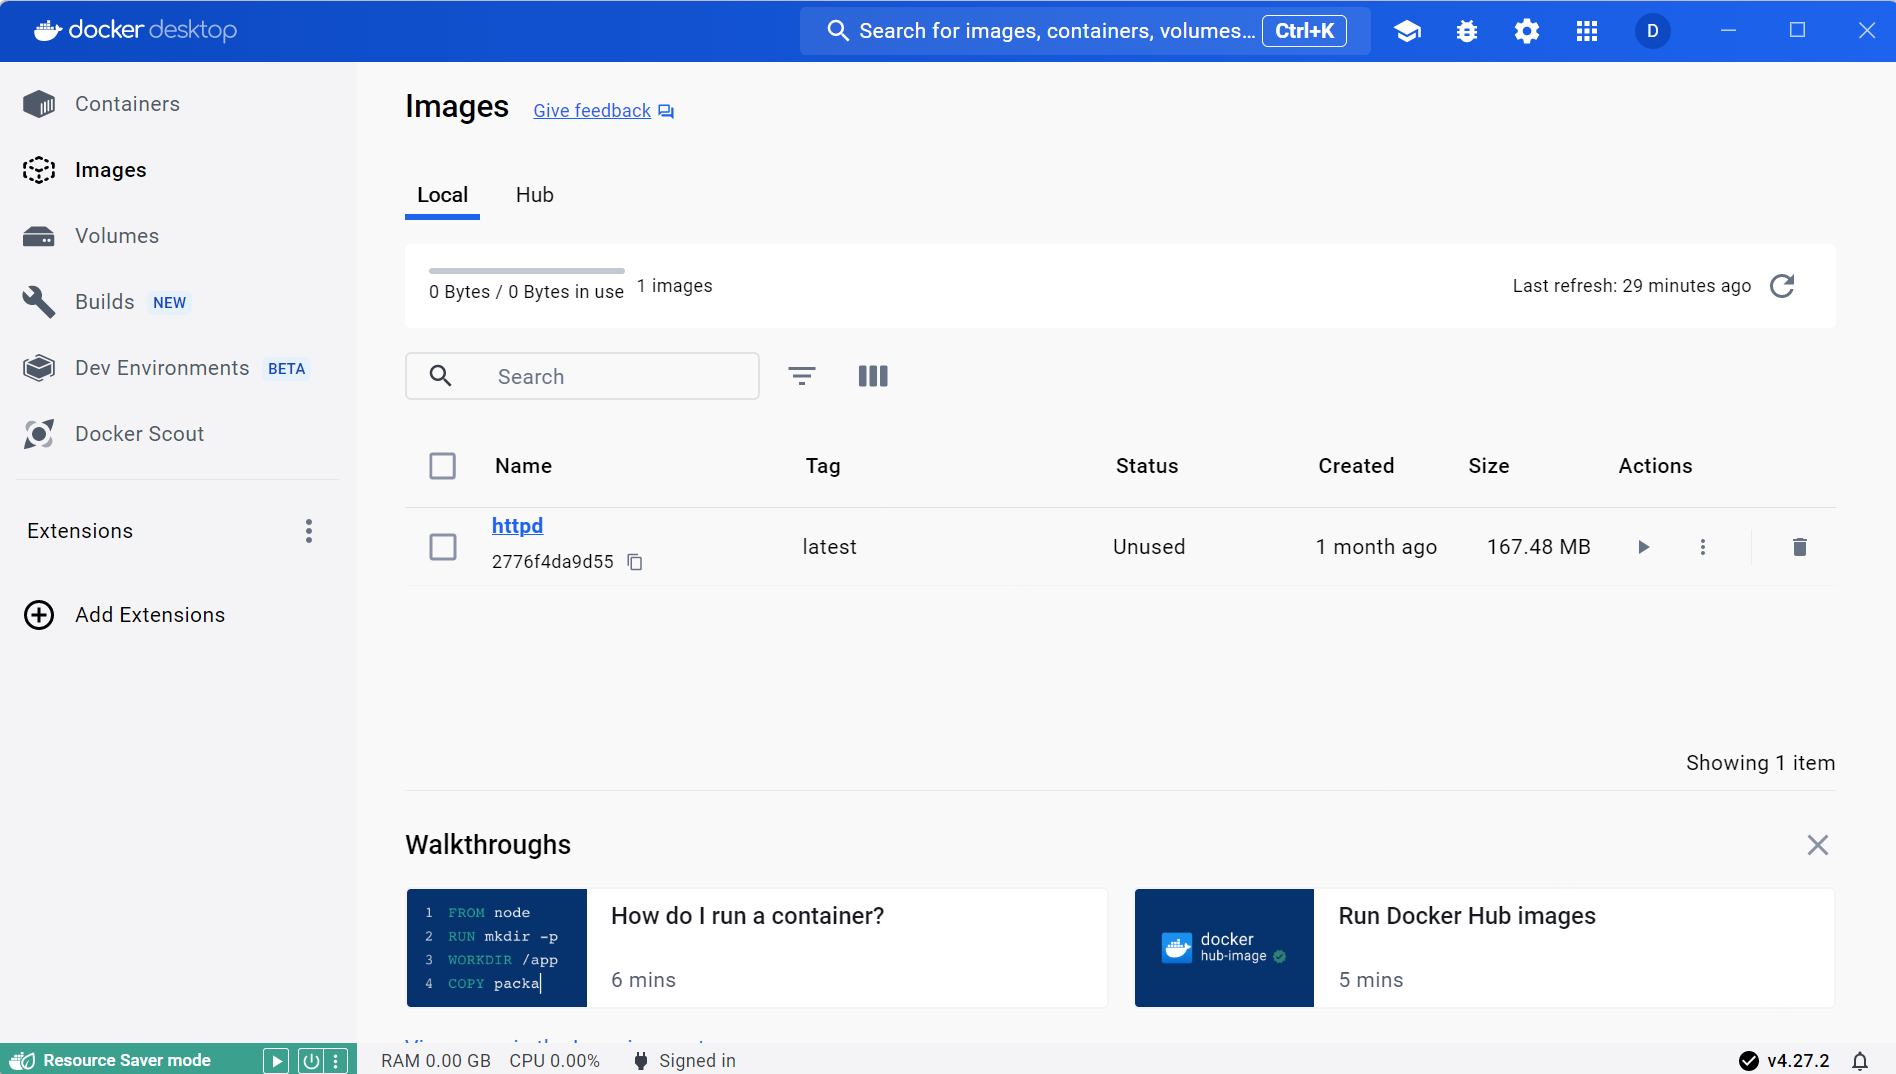 docker desktop
Search for images, containers, volumes... Ctrl+K
D
Containers
Images
Volumes
Builds NEW
Dev Environments BETA
Docker Scout
Extensions
Add Extensions
Images Give feedback
Local Hub
0 Bytes / 0 Bytes in use 1 images
Last refresh: 29 minutes ago
Search
Name Tag Status Created Size Actions
httpd
2776f4da9d55
latest Unused 1 month ago 167.48 MB
Showing 1 item
Walkthroughs
1 FROM node
2 RUN mkdir -p
3 WORKDIR /app
4 COPY packa
How do I run a container?
6 mins
docker
hub-image
Run Docker Hub images
5 mins
Resource Saver mode
RAM 0.00 GB CPU 0.00% Signed in
v4.27.2